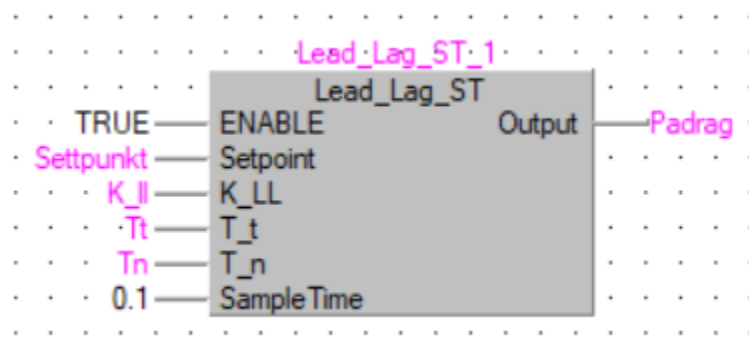 Lead_Lag_ST_1
Lead_Lag_ST
TRUE ENABLE Output Padrag
Settpunkt Setpoint
K_ll K_LL
Tt T_t
Tn T_n
0.1 SampleTime